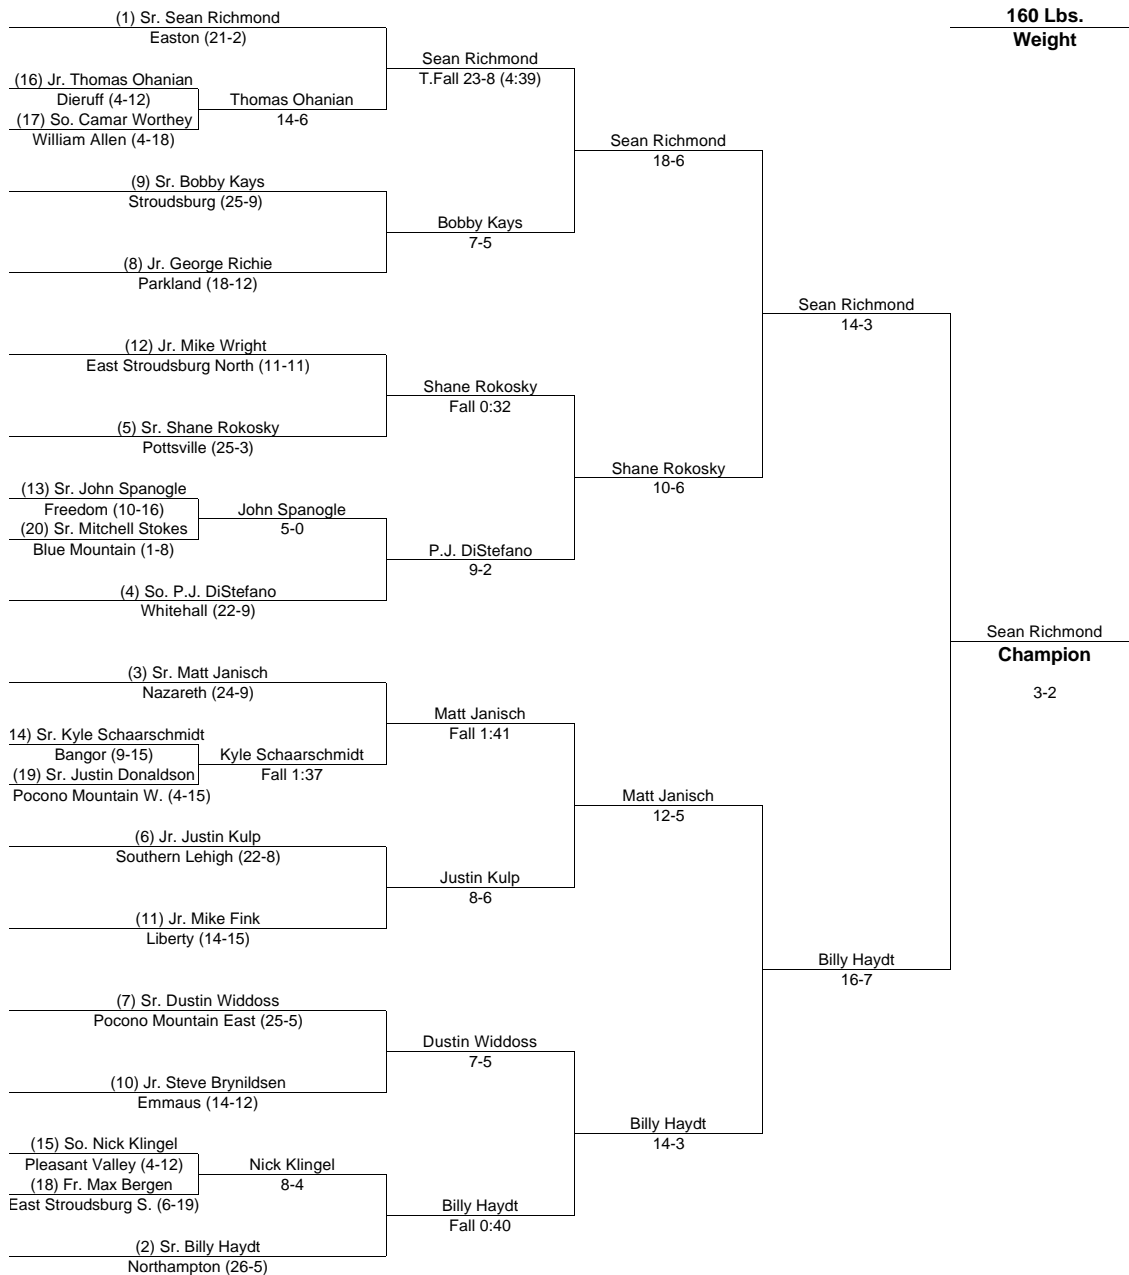 (1) Sr. Sean Richmond
Easton (21-2)
(16) Jr. Thomas Ohanian
Dieruff (4-12)
(17) So. Camar Worthey
William Allen (4-18)
(9) Sr. Bobby Kays
Stroudsburg (25-9)
(8) Jr. George Richie
Parkland (18-12)
(12) Jr. Mike Wright
East Stroudsburg North (11-11)
(5) Sr. Shane Rokosky
Pottsville (25-3)
(13) Sr. John Spanogle
Freedom (10-16)
(20) Sr. Mitchell Stokes
Blue Mountain (1-8)
(4) So. P.J. DiStefano
Whitehall (22-9)
(3) Sr. Matt Janisch
Nazareth (24-9)
14) Sr. Kyle Schaarschmidt
Bangor (9-15)
(19) Sr. Justin Donaldson
Pocono Mountain W. (4-15)
(6) Jr. Justin Kulp
Southern Lehigh (22-8)
(11) Jr. Mike Fink
Liberty (14-15)
(7) Sr. Dustin Widdoss
Pocono Mountain East (25-5)
(10) Jr. Steve Brynildsen
Emmaus (14-12)
(15) So. Nick Klingel
Pleasant Valley (4-12)
(18) Fr. Max Bergen
East Stroudsburg S. (6-19)
(2) Sr. Billy Haydt
Northampton (26-5)
Thomas Ohanian
14-6
John Spanogle
5-0
Kyle Schaarschmidt
Fall 1:37
Nick Klingel
8-4
Sean Richmond
T.Fall 23-8 (4:39)
Bobby Kays
7-5
Shane Rokosky
Fall 0:32
P.J. DiStefano
9-2
Matt Janisch
Fall 1:41
Justin Kulp
8-6
Dustin Widdoss
7-5
Billy Haydt
Fall 0:40
Sean Richmond
18-6
Shane Rokosky
10-6
Matt Janisch
12-5
Billy Haydt
14-3
Sean Richmond
14-3
Billy Haydt
16-7
160 Lbs.
Weight
Sean Richmond
Champion
3-2